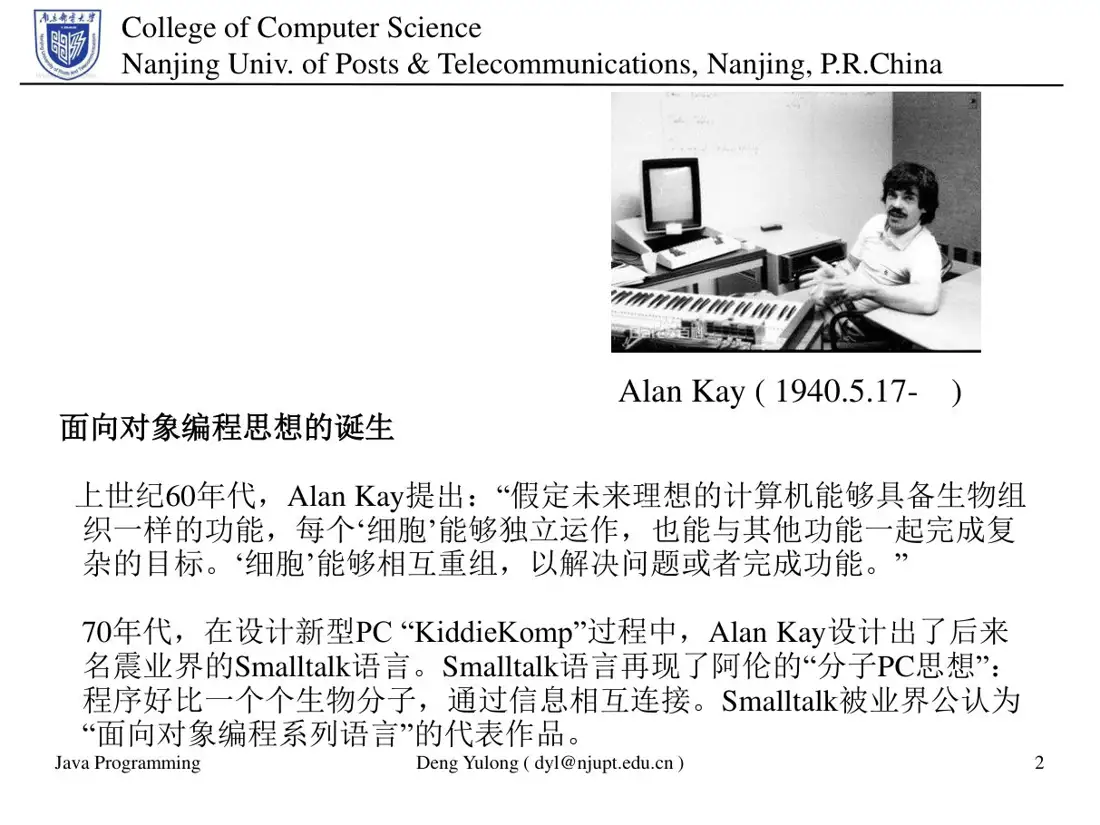 College of Computer Science
Nanjing Univ. of Posts & Telecommunications, Nanjing, P.R.China
Alan Kay ( 1940.5.17- )
面向对象编程思想的诞生
上世纪60年代，Alan Kay提出：“假定未来理想的计算机能够具备生物组
织一样的功能，每个‘细胞’能够独立运作，也能与其他功能一起完成复
杂的目标。‘细胞’能够相互重组，以解决问题或者完成功能。”
70年代，在设计新型PC “KiddieKomp”过程中，Alan Kay设计出了后来
名震业界的Smalltalk语言。Smalltalk语言再现了阿伦的“分子PC思想”：
程序好比一个个生物分子，通过信息相互连接。Smalltalk被业界公认为
“面向对象编程系列语言”的代表作品。
Java Programming
Deng Yulong ( dyl@njupt.edu.cn )
2